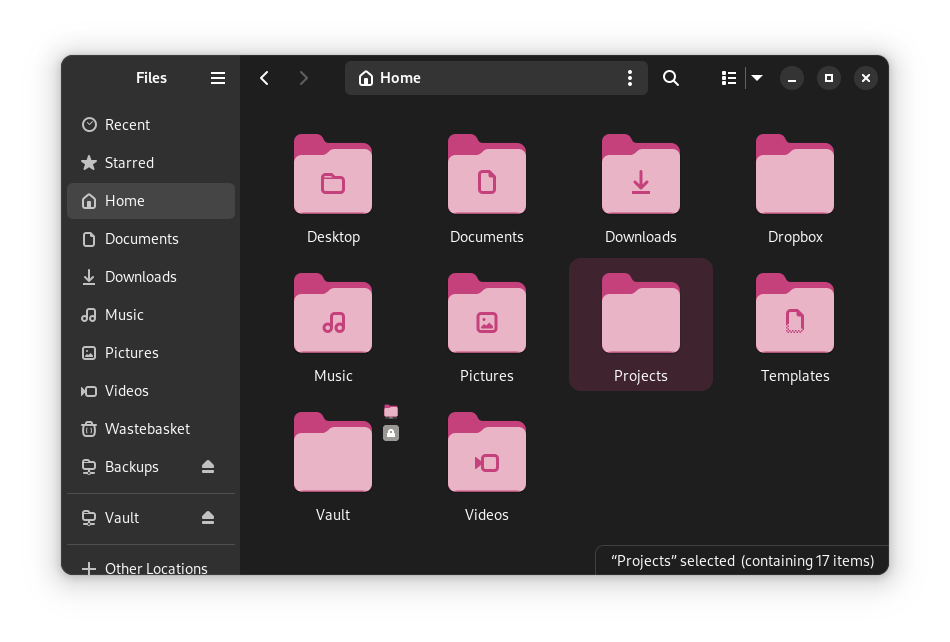 Files
Home
Recent
Starred
Home
Documents
Downloads
Music
Pictures
Videos
Wastebasket
Backups
Vault
Other Locations
Desktop
Documents
Downloads
Dropbox
Music
Pictures
Projects
Templates
Vault
Videos
“Projects” selected (containing 17 items)